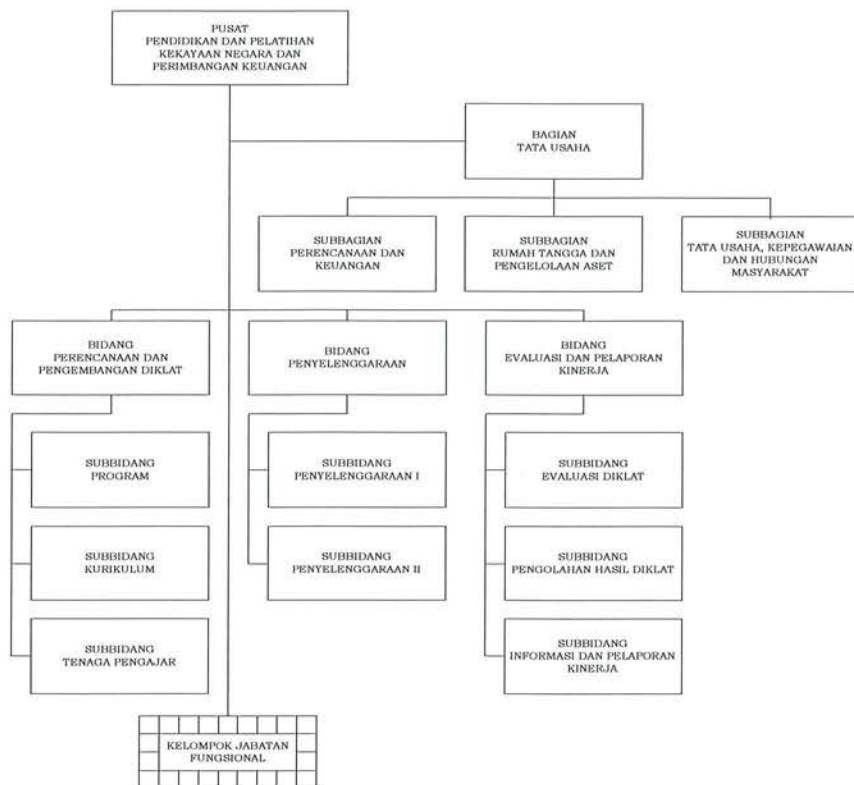 PUSAT
PENDIDIKAN DAN PELATIHAN
KEKAYAAN NEGARA DAN
PERIMBANGAN KEUANGAN
BAGIAN
TATA USAHA
SUBBAGIAN
PERENCANAAN DAN
KEUANGAN
SUBBAGIAN
RUMAH TANGGA DAN
PENGELOLAAN ASET
SUBBAGIAN
TATA USAHA, KEPEGAWAIAN
DAN HUBUNGAN
MASYARAKAT
BIDANG
PERENCANAAN DAN
PENGEMBANGAN DIKLAT
BIDANG
PENYELENGGARAAN
BIDANG
EVALUASI DAN PELAPORAN
KINERJA
SUBBIDANG
PROGRAM
SUBBIDANG
PENYELENGGARAAN I
SUBBIDANG
EVALUASI DIKLAT
SUBBIDANG
KURIKULUM
SUBBIDANG
PENYELENGGARAAN II
SUBBIDANG
PENGOLAHAN HASIL DIKLAT
SUBBIDANG
TENAGA PENGAJAR
SUBBIDANG
INFORMASI DAN PELAPORAN
KINERJA
KELOMPOK JABATAN
FUNGSIONAL